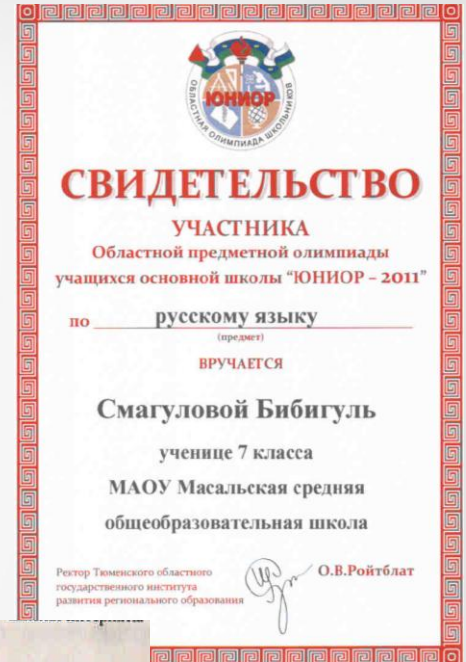 ОБЛАСТНАЯ ОЛИМПИАДА ШКОЛЬНИКОВ
ЮНИОР
СВИДЕТЕЛЬСТВО
УЧАСТНИКА
Областной предметной олимпиады
учащихся основной школы "ЮНИОР – 2011"
по русскому языку
(предмет)
ВРУЧАЕТСЯ
Смагуловой Бибигуль
ученице 7 класса
МАОУ Масальская средняя
общеобразовательная школа
Ректор Тюменского областного
государственного института
развития регионального образования
О.В.Ройтблат